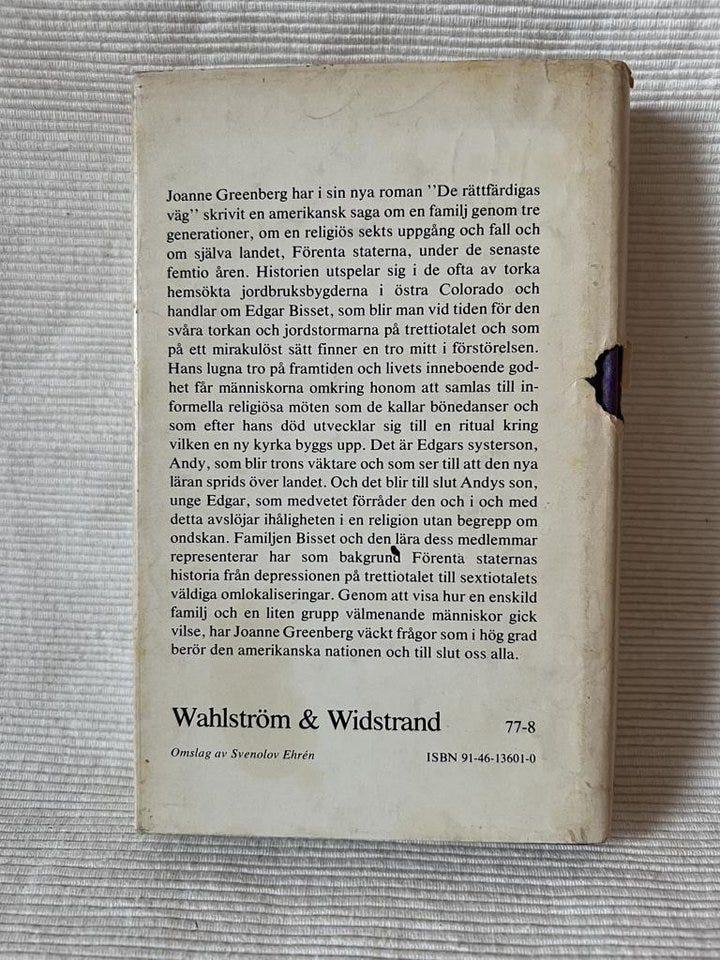 Joanne Greenberg har i sin nya roman ''De rättfärdigas
väg'' skrivit en amerikansk saga om en familj genom tre
generationer, om en religiös sekts uppgång och fall och
om själva landet, Förenta staterna, under de senaste
femtio åren. Historien utspelar sig i de ofta av torka
hemsökta jordbruksbygderna i östra Colorado och
handlar om Edgar Bisset, som blir man vid tiden för den
svåra torkan och jordstormarna på trettiotalet och som
på ett mirakulöst sätt finner en tro mitt i förstörelsen.
Hans lugna tro på framtiden och livets inneboende god-
het får människorna omkring honom att samlas till in-
formella religiösa möten som de kallar bönedanser och
som efter hans död utvecklar sig till en ritual kring
vilken en ny kyrka byggs upp. Det är Edgars systerson,
Andy, som blir trons väktare och som ser till att den nya
läran sprids över landet. Och det blir till slut Andys son,
unge Edgar, som medvetet förråder den och i och med
detta avslöjar ihåligheten i en religion utan begrepp om
ondskan. Familjen Bisset och den lära dess medlemmar
representerar har som bakgrund Förenta staternas
historia från depressionen på trettiotalet till sextiotalets
väldiga omlokaliseringar. Genom att visa hur en enskild
familj och en liten grupp välmenande människor gick
vilse, har Joanne Greenberg väckt frågor som i hög grad
berör den amerikanska nationen och till slut oss alla.
Wahlström & Widstrand 77-8
Omslag av Svenolov Ehrén ISBN 91-46-13601-0